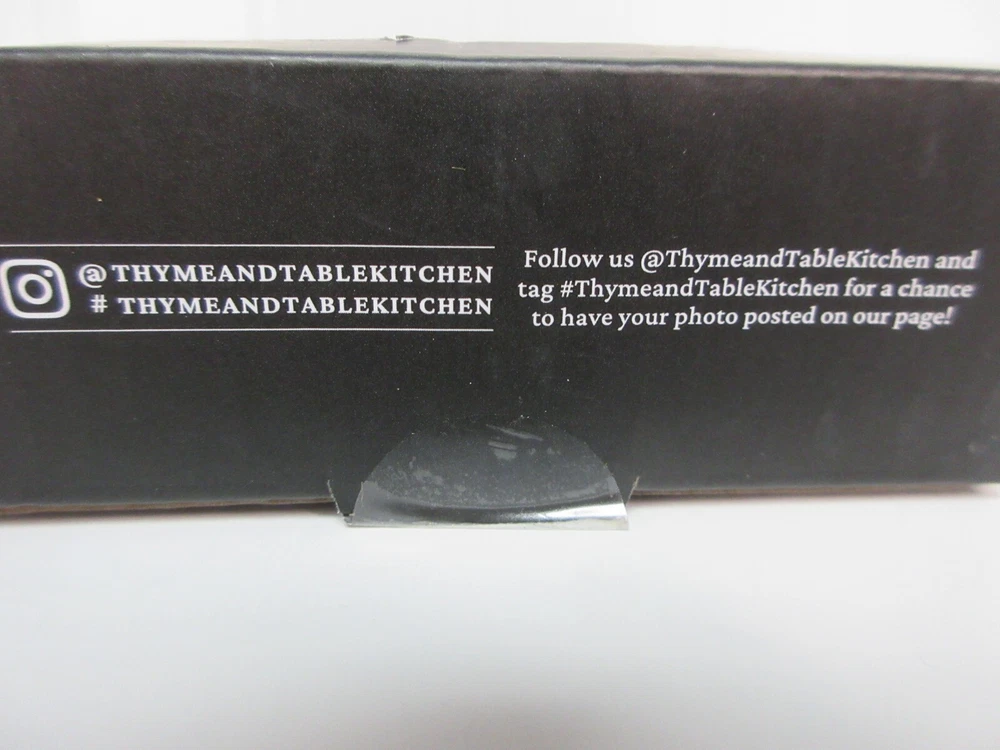 @THYMEANDTABLEKITCHEN
# THYMEANDTABLEKITCHEN
Follow us @ThymeandTableKitchen and
tag #ThymeandTableKitchen for a chance
to have your photo posted on our page!